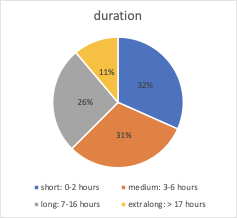 duration
11%
32%
26%
31%
short: 0-2 hours
medium: 3-6 hours
long: 7-16 hours
extralong: > 17 hours